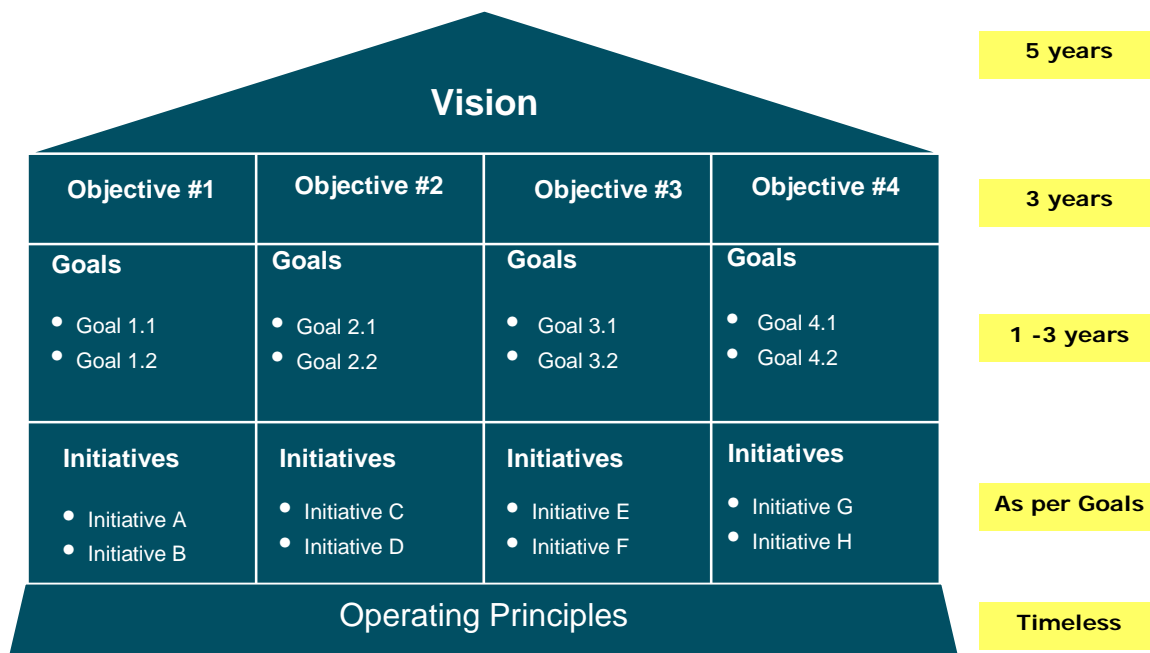 5 years
Vision
Objective #1
Objective #2
Objective #3
Objective #4
3 years
Goals
• Goal 1.1
• Goal 1.2
Goals
• Goal 2.1
• Goal 2.2
Goals
• Goal 3.1
• Goal 3.2
Goals
• Goal 4.1
• Goal 4.2
1 -3 years
Initiatives
• Initiative A
• Initiative B
Initiatives
• Initiative C
• Initiative D
Initiatives
• Initiative E
• Initiative F
Initiatives
• Initiative G
• Initiative H
As per Goals
Operating Principles
Timeless